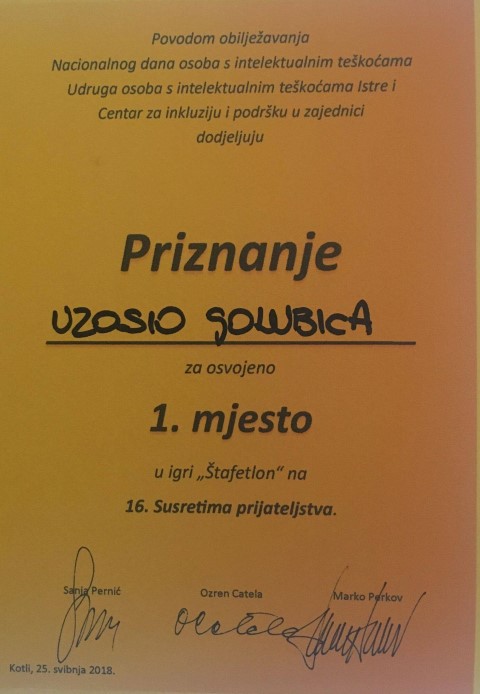 Povodom obilježavanja
Nacionalnog dana osoba s intelektualnim teškoćama
Udruga osoba s intelektualnim teškoćama Istre i
Centar za inkluziju i podršku u zajednici
dodjeljuju
Priznanje
UZOSIO GOLUBICA
za osvojeno
1. mjesto
u igri „Štafetlon“ na
16. Susretima prijateljstva.
Sanja Pernić Ozren Catela Marko Perkov
Kotli, 25. svibnja 2018.